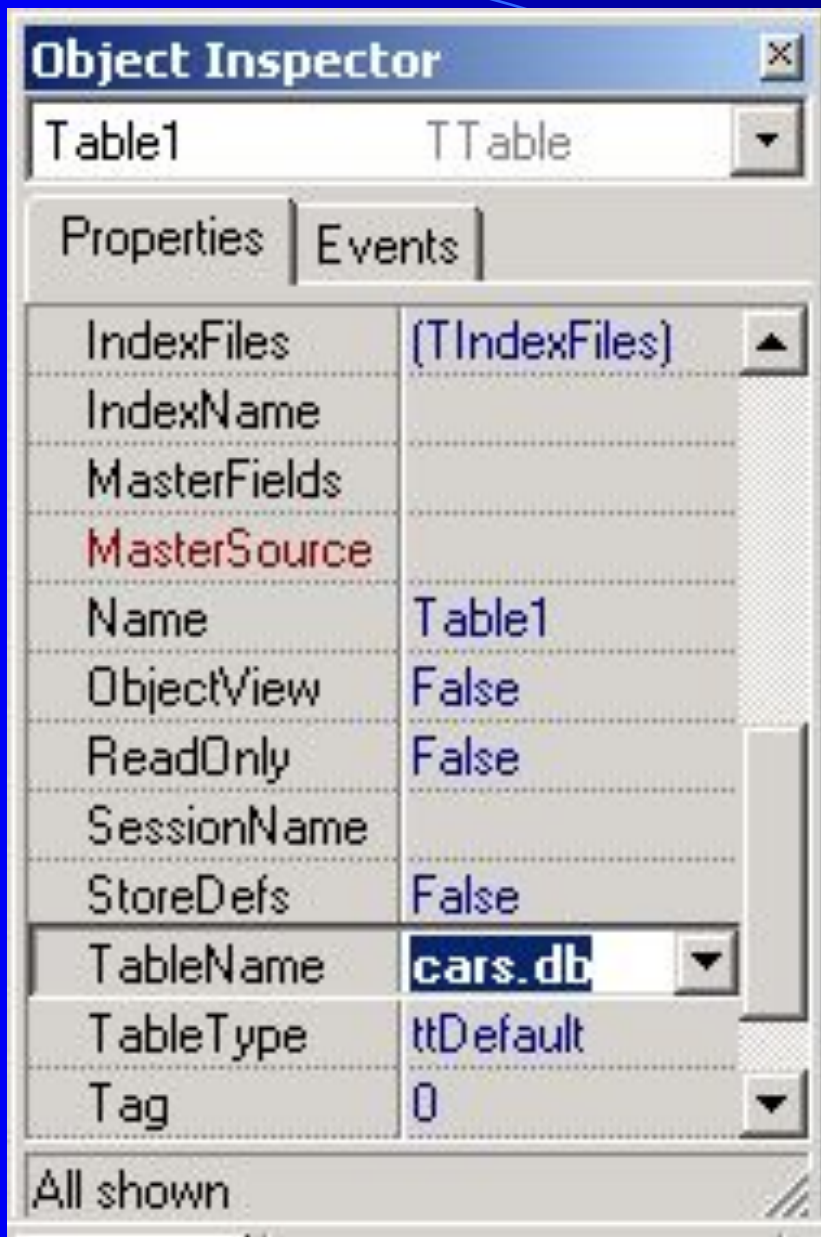 Object Inspector
Table1 TTable
Properties Events
IndexFiles (TIndexFiles)
IndexName
MasterFields
MasterSource
Name Table1
ObjectView False
ReadOnly False
SessionName
StoreDefs False
TableName cars.db
TableType ttDefault
Tag 0
All shown